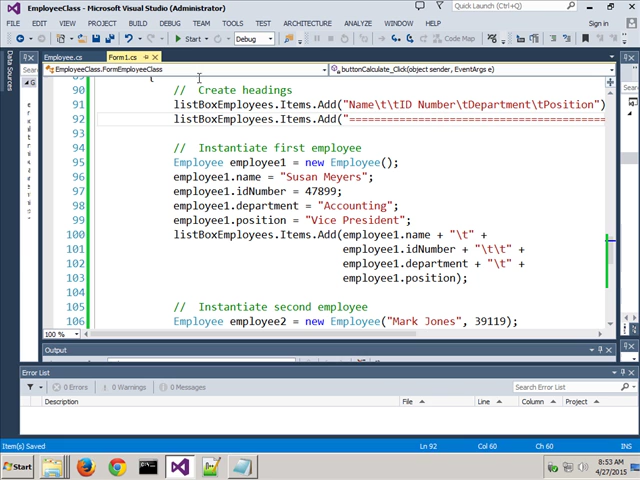 EmployeeClass - Microsoft Visual Studio (Administrator)
Quick Launch (Ctrl+Q)
FILE EDIT VIEW PROJECT BUILD DEBUG TEAM TOOLS TEST ARCHITECTURE ANALYZE WINDOW HELP
Sign in
Start Debug
Data Sources
Employee.cs Form1.cs
EmployeeClass.FormEmployeeClass
buttonCalculate_Click(object sender, EventArgs e)
89 {
90 // Create headings
91 listBoxEmployees.Items.Add("Name\t\tID Number\tDepartment\tPosition")
92 listBoxEmployees.Items.Add("=========================================
93
94 // Instantiate first employee
95 Employee employee1 = new Employee();
96 employee1.name = "Susan Meyers";
97 employee1.idNumber = 47899;
98 employee1.department = "Accounting";
99 employee1.position = "Vice President";
100 listBoxEmployees.Items.Add(employee1.name + "\t" +
101 employee1.idNumber + "\t\t" +
102 employee1.department + "\t" +
103 employee1.position);
104
105 // Instantiate second employee
106 Employee employee2 = new Employee("Mark Jones", 39119);
100 %
Output
Error List
0 Errors 0 Warnings 0 Messages
Search Error List
Description File Line Column Project
Item(s) Saved Ln 92 Col 60 Ch 60 INS
Start
8:53 AM
4/27/2015